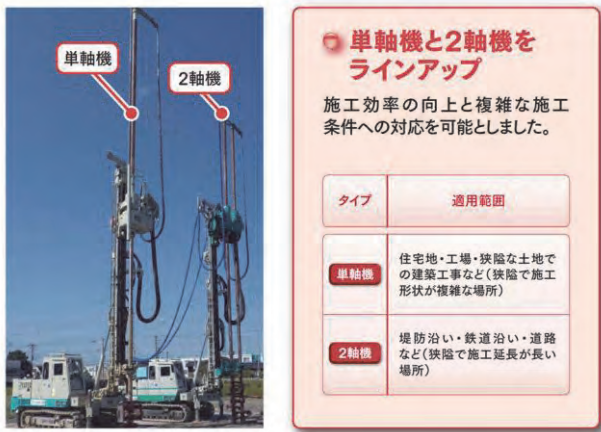 単軸機
2軸機
単軸機と2軸機を
ラインアップ
施工効率の向上と複雑な施工
条件への対応を可能としました。
タイプ
適用範囲
単軸機
住宅地・工場・狭隘な土地で
の建築工事など(狭隘で施工
形状が複雑な場所)
2軸機
堤防沿い・鉄道沿い・道路
など(狭隘で施工延長が長い
場所)